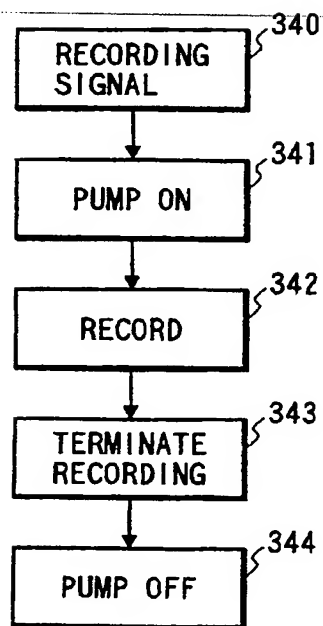 340
RECORDING
SIGNAL
341
PUMP ON
342
RECORD
343
TERMINATE
RECORDING
344
PUMP OFF